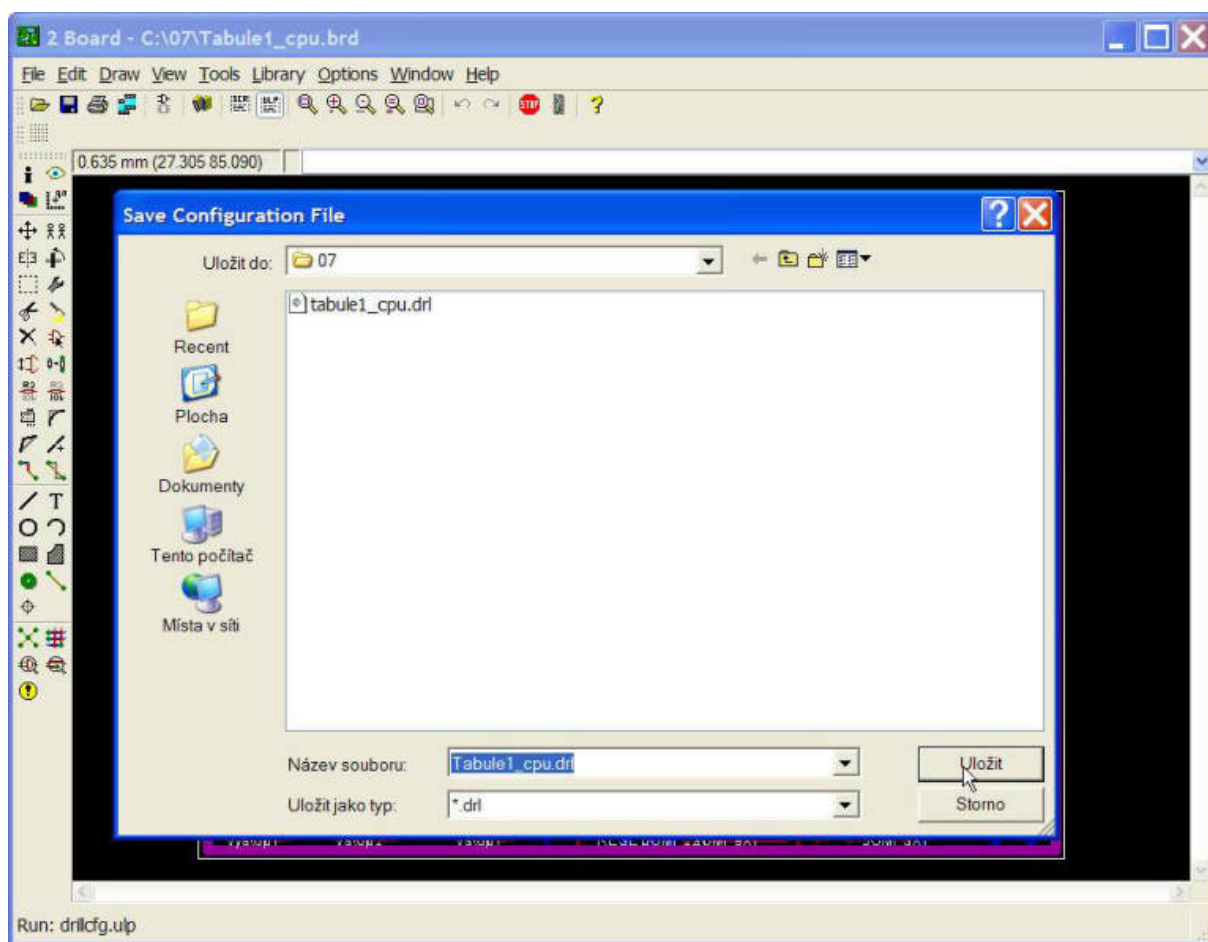 2 Board - C:\07\Tabule1_cpu.brd
File Edit Draw View Tools Library Options Window Help
STOP
0.635 mm (27.305 85.090)
Save Configuration File
Uložit do: 07
tabule1_cpu.drl
Recent
Plocha
Dokumenty
Tento počítač
Místa v síti
Název souboru: Tabule1_cpu.drl Uložit
Uložit jako typ: *.drl Storno
Run: drillcfg.ulp